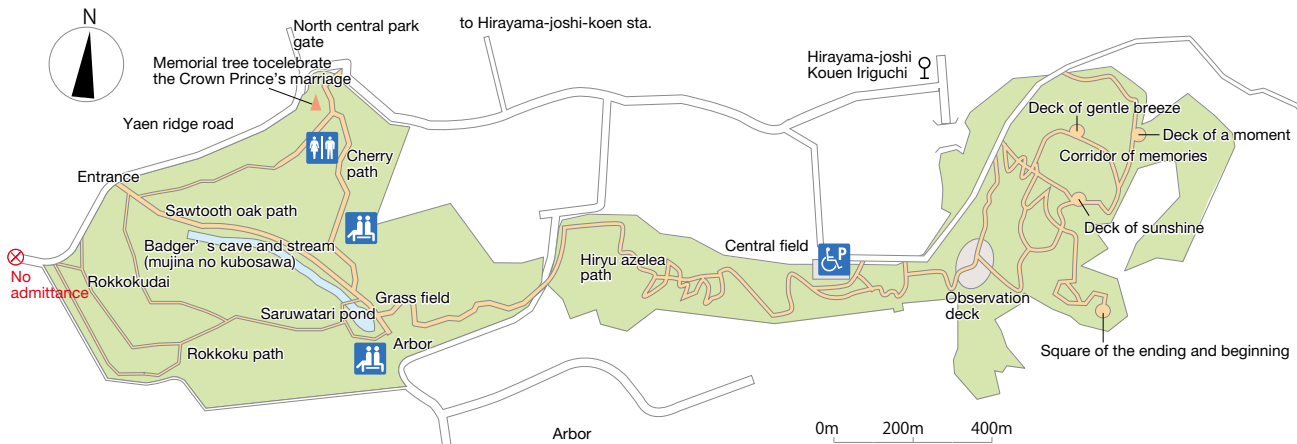 N
North central park
gate
to Hirayama-joshi-koen sta.
Memorial tree tocelebrate
the Crown Prince's marriage
Hirayama-joshi
Kouen Iriguchi
Yaen ridge road
Deck of gentle breeze
Deck of a moment
Cherry
path
Corridor of memories
Entrance
Sawtooth oak path
Deck of sunshine
Badger's cave and stream
(mujina no kubosawa)
Central field
P
Hiryu azelea
path
No
admittance
Rokkokudai
Grass field
Saruwatari pond
Observation
deck
Arbor
Rokkoku path
Square of the ending and beginning
Arbor
0m
200m
400m